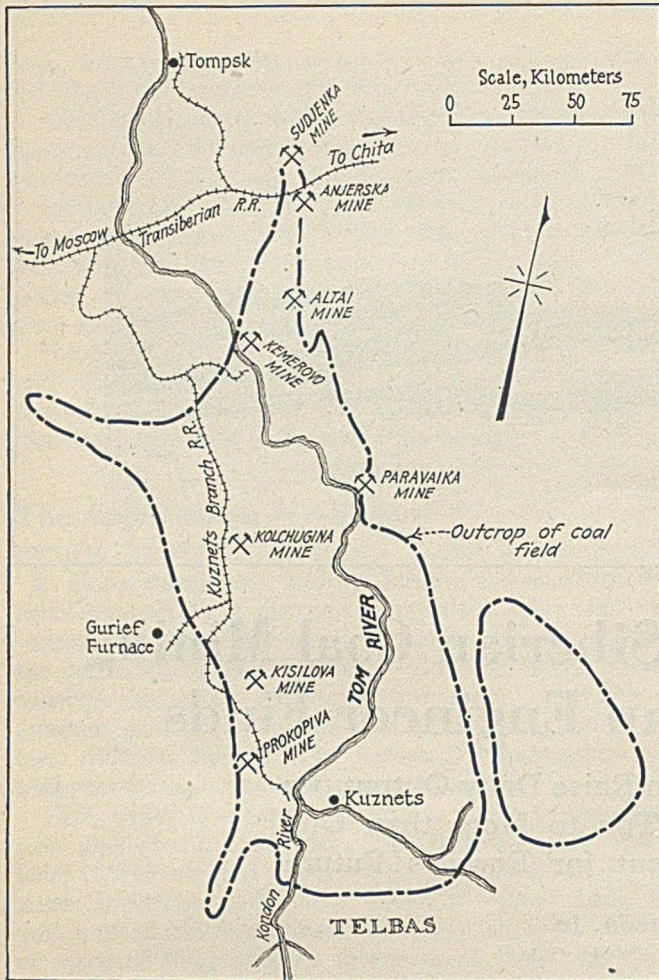 Tompsk
Scale, Kilometers
0 25 50 75
SUDJENKA
MINE
To Chita
ANJERSKA
MINE
Transiberian R.R.
To Moscow
ALTAI
MINE
KEMEROVO
MINE
Kuznets Branch R.R.
PARAVAIKA
MINE
Outcrop of coal
field
KOLCHUGINA
MINE
TOM RIVER
Gurief
Furnace
KISILOVA
MINE
PROKOPIVA
MINE
Kuznets
Kondon River
TELBAS